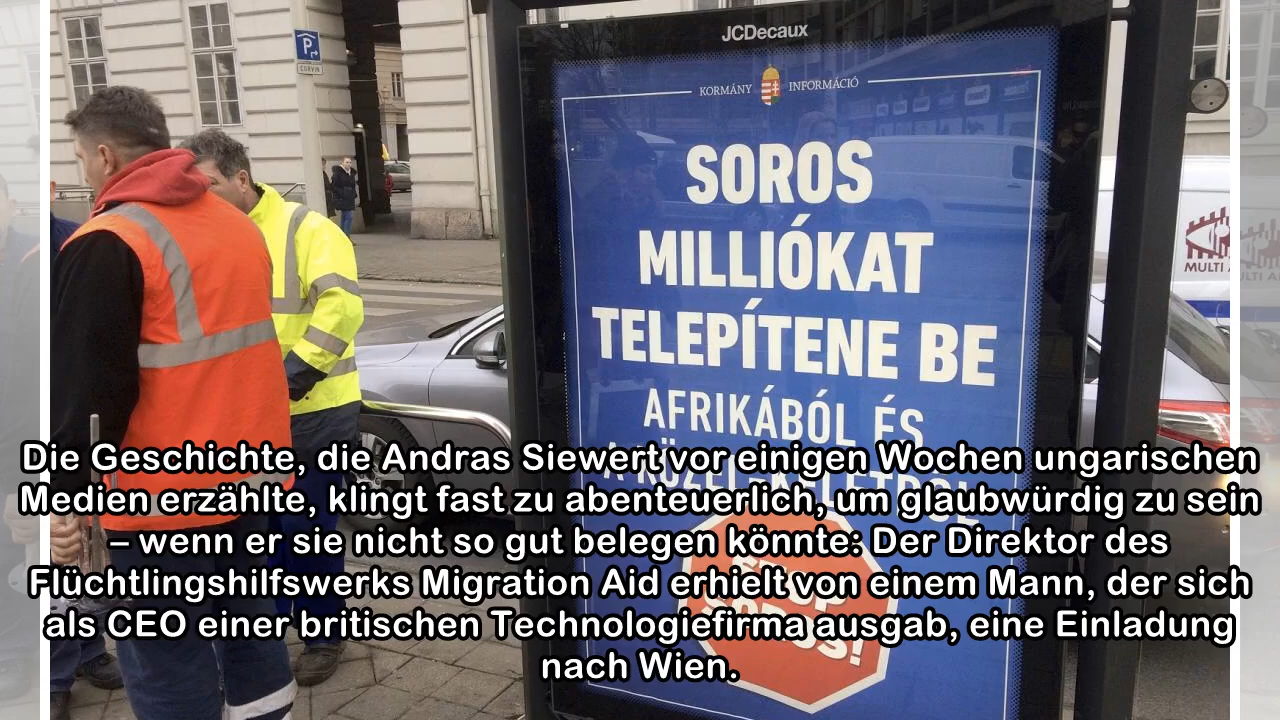 JCDecaux
P
CORVIN
KORMÁNY INFORMÁCIÓ
SOROS
MILLIÓKAT
TELEPÍTENE BE
AFRIKÁBÓL ÉS
MULTI
Die Geschichte, die Andras Siewert vor einigen Wochen ungarischen
Medien erzählte, klingt fast zu abenteuerlich, um glaubwürdig zu sein
– wenn er sie nicht so gut belegen könnte: Der Direktor des
Flüchtlingshilfswerks Migration Aid erhielt von einem Mann, der sich
als CEO einer britischen Technologiefirma ausgab, eine Einladung
nach Wien.